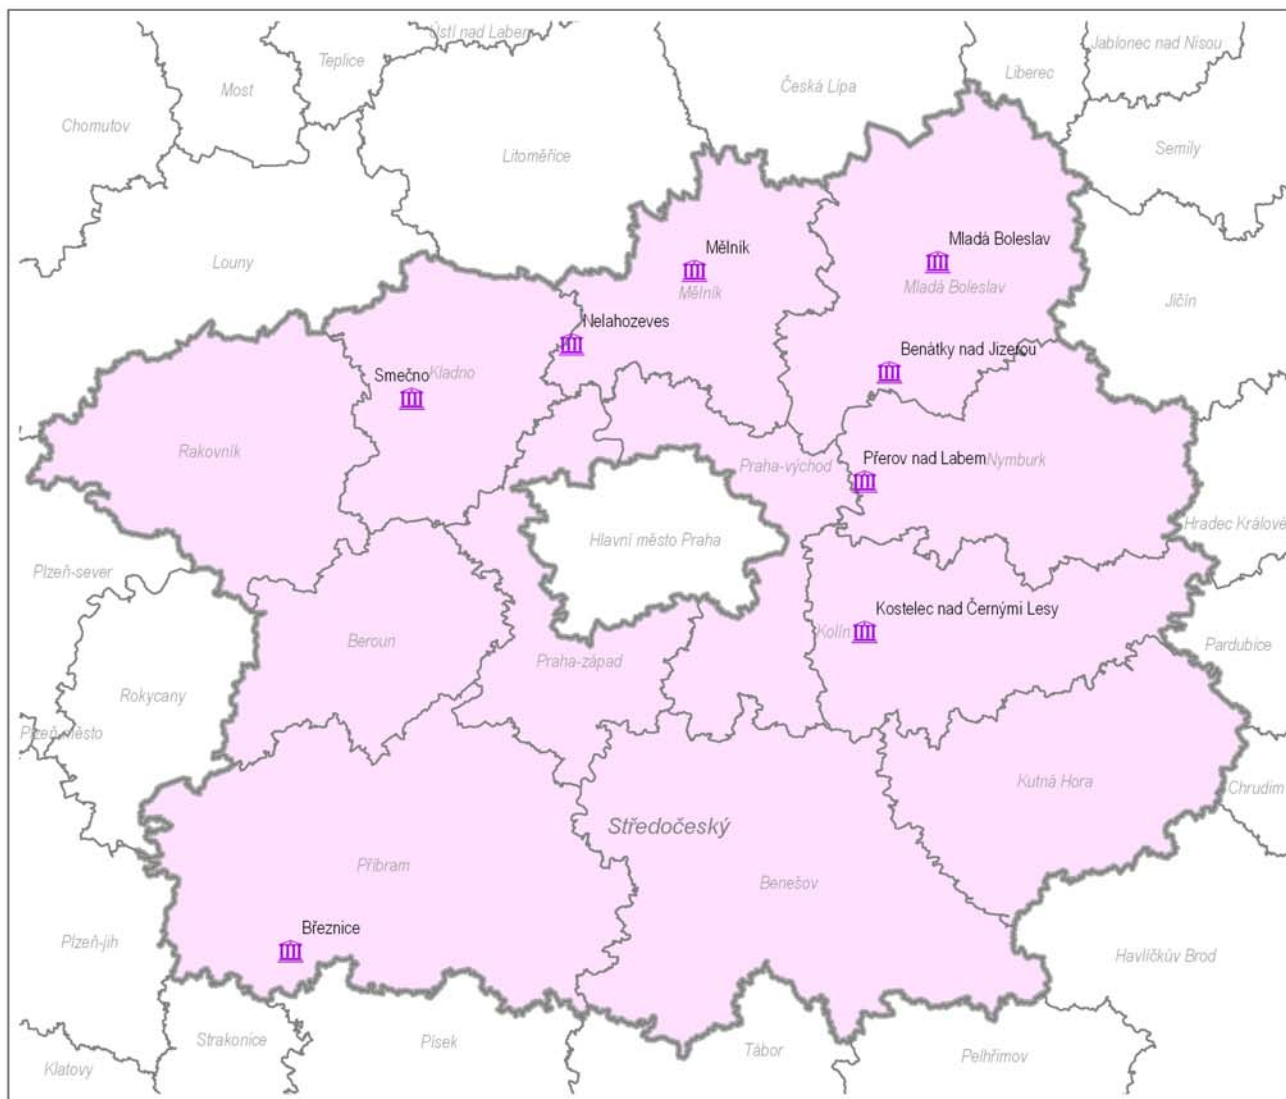 Ústí nad Labem
Jablonec nad Nisou
Teplice
Liberec
Most
Česká Lípa
Chomutov
Semily
Litoměřice
Mladá Boleslav
Mělník
Louny
Mladá Boleslav
Mělník
Jičín
Nelahozeves
Benátky nad Jizerou
Smečno
Kladno
Rakovník
Přerov nad Labem
Nymburk
Praha-východ
Hradec Králové
Hlavní město Praha
Plzeň-sever
Kostelec nad Černými Lesy
Kolín
Beroun
Praha-západ
Pardubice
Rokycany
Plzeň-město
Kutná Hora
Chrudim
Středočeský
Příbram
Benešov
Březnice
Plzeň-jih
Havlíčkův Brod
Strakonice
Písek
Tábor
Pelhřimov
Klatovy